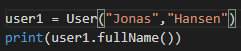 user1 = User("Jonas","Hansen")
print(user1.fullName())